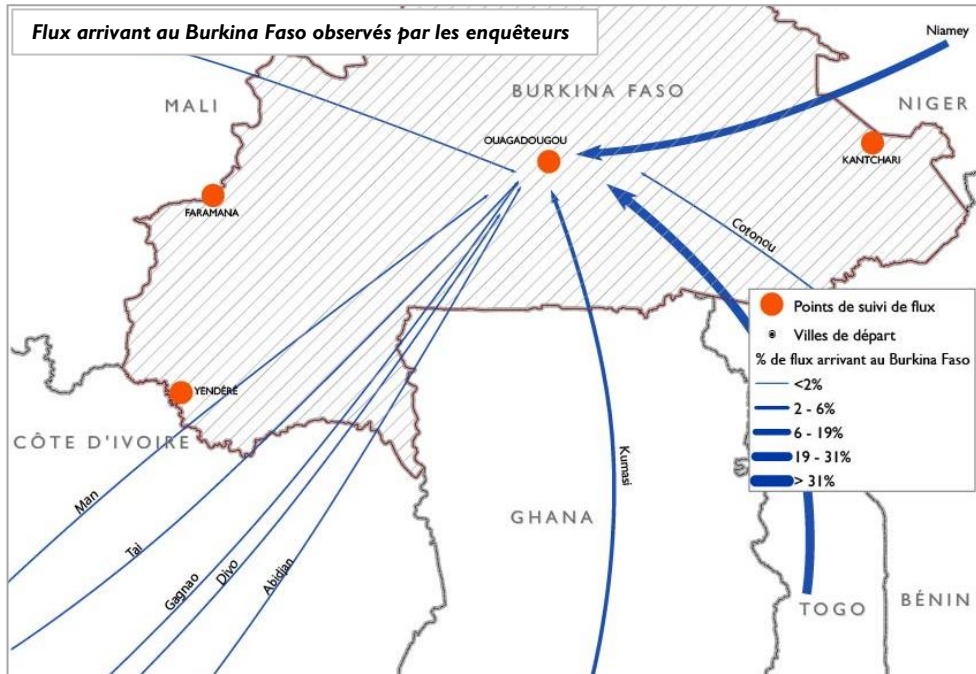 Flux arrivant au Burkina Faso observés par les enquêteurs
Niamey
MALI
BURKINA FASO
NIGER
OUAGADOUGOU
KANTCHARI
FARAMANA
Cotonou
Points de suivi de flux
Villes de départ
% de flux arrivant au Burkina Faso
<2%
2 - 6%
6 - 19%
19 - 31%
> 31%
YENDÉRÉ
CÔTE D'IVOIRE
Man
Tai
Gagnao
Divo
Abidjan
Kumasi
GHANA
TOGO
BÉNIN